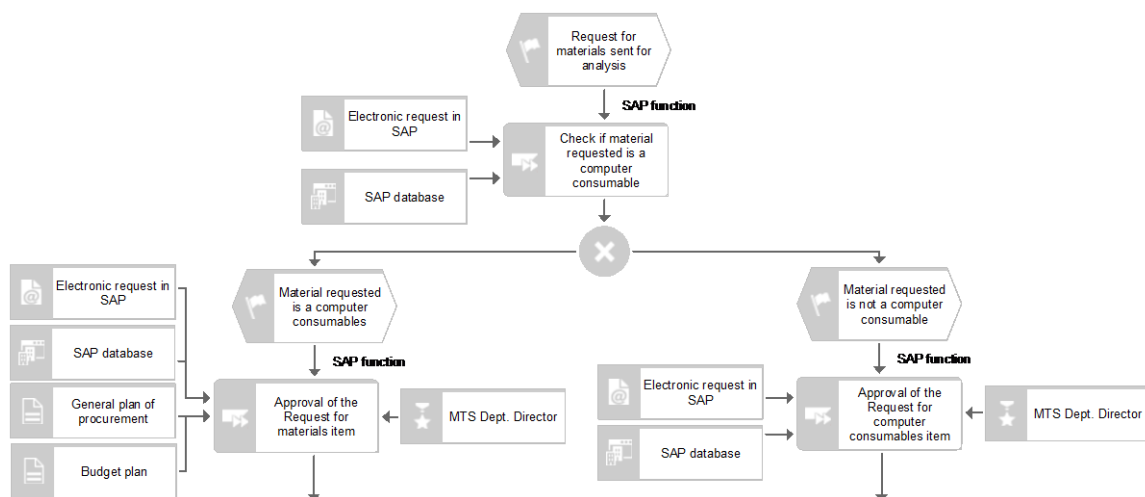 Request for
materials sent for
analysis
SAP function
Electronic request in
SAP
Check if material
requested is a
computer
consumable
SAP database
Electronic request in
SAP
Material requested
is a computer
consumables
Material requested
is not a computer
consumable
SAP database
SAP function
SAP function
General plan of
procurement
Approval of the
Request for
materials item
MTS Dept. Director
Electronic request in
SAP
Approval of the
Request for
computer
consumables item
MTS Dept. Director
Budget plan
SAP database